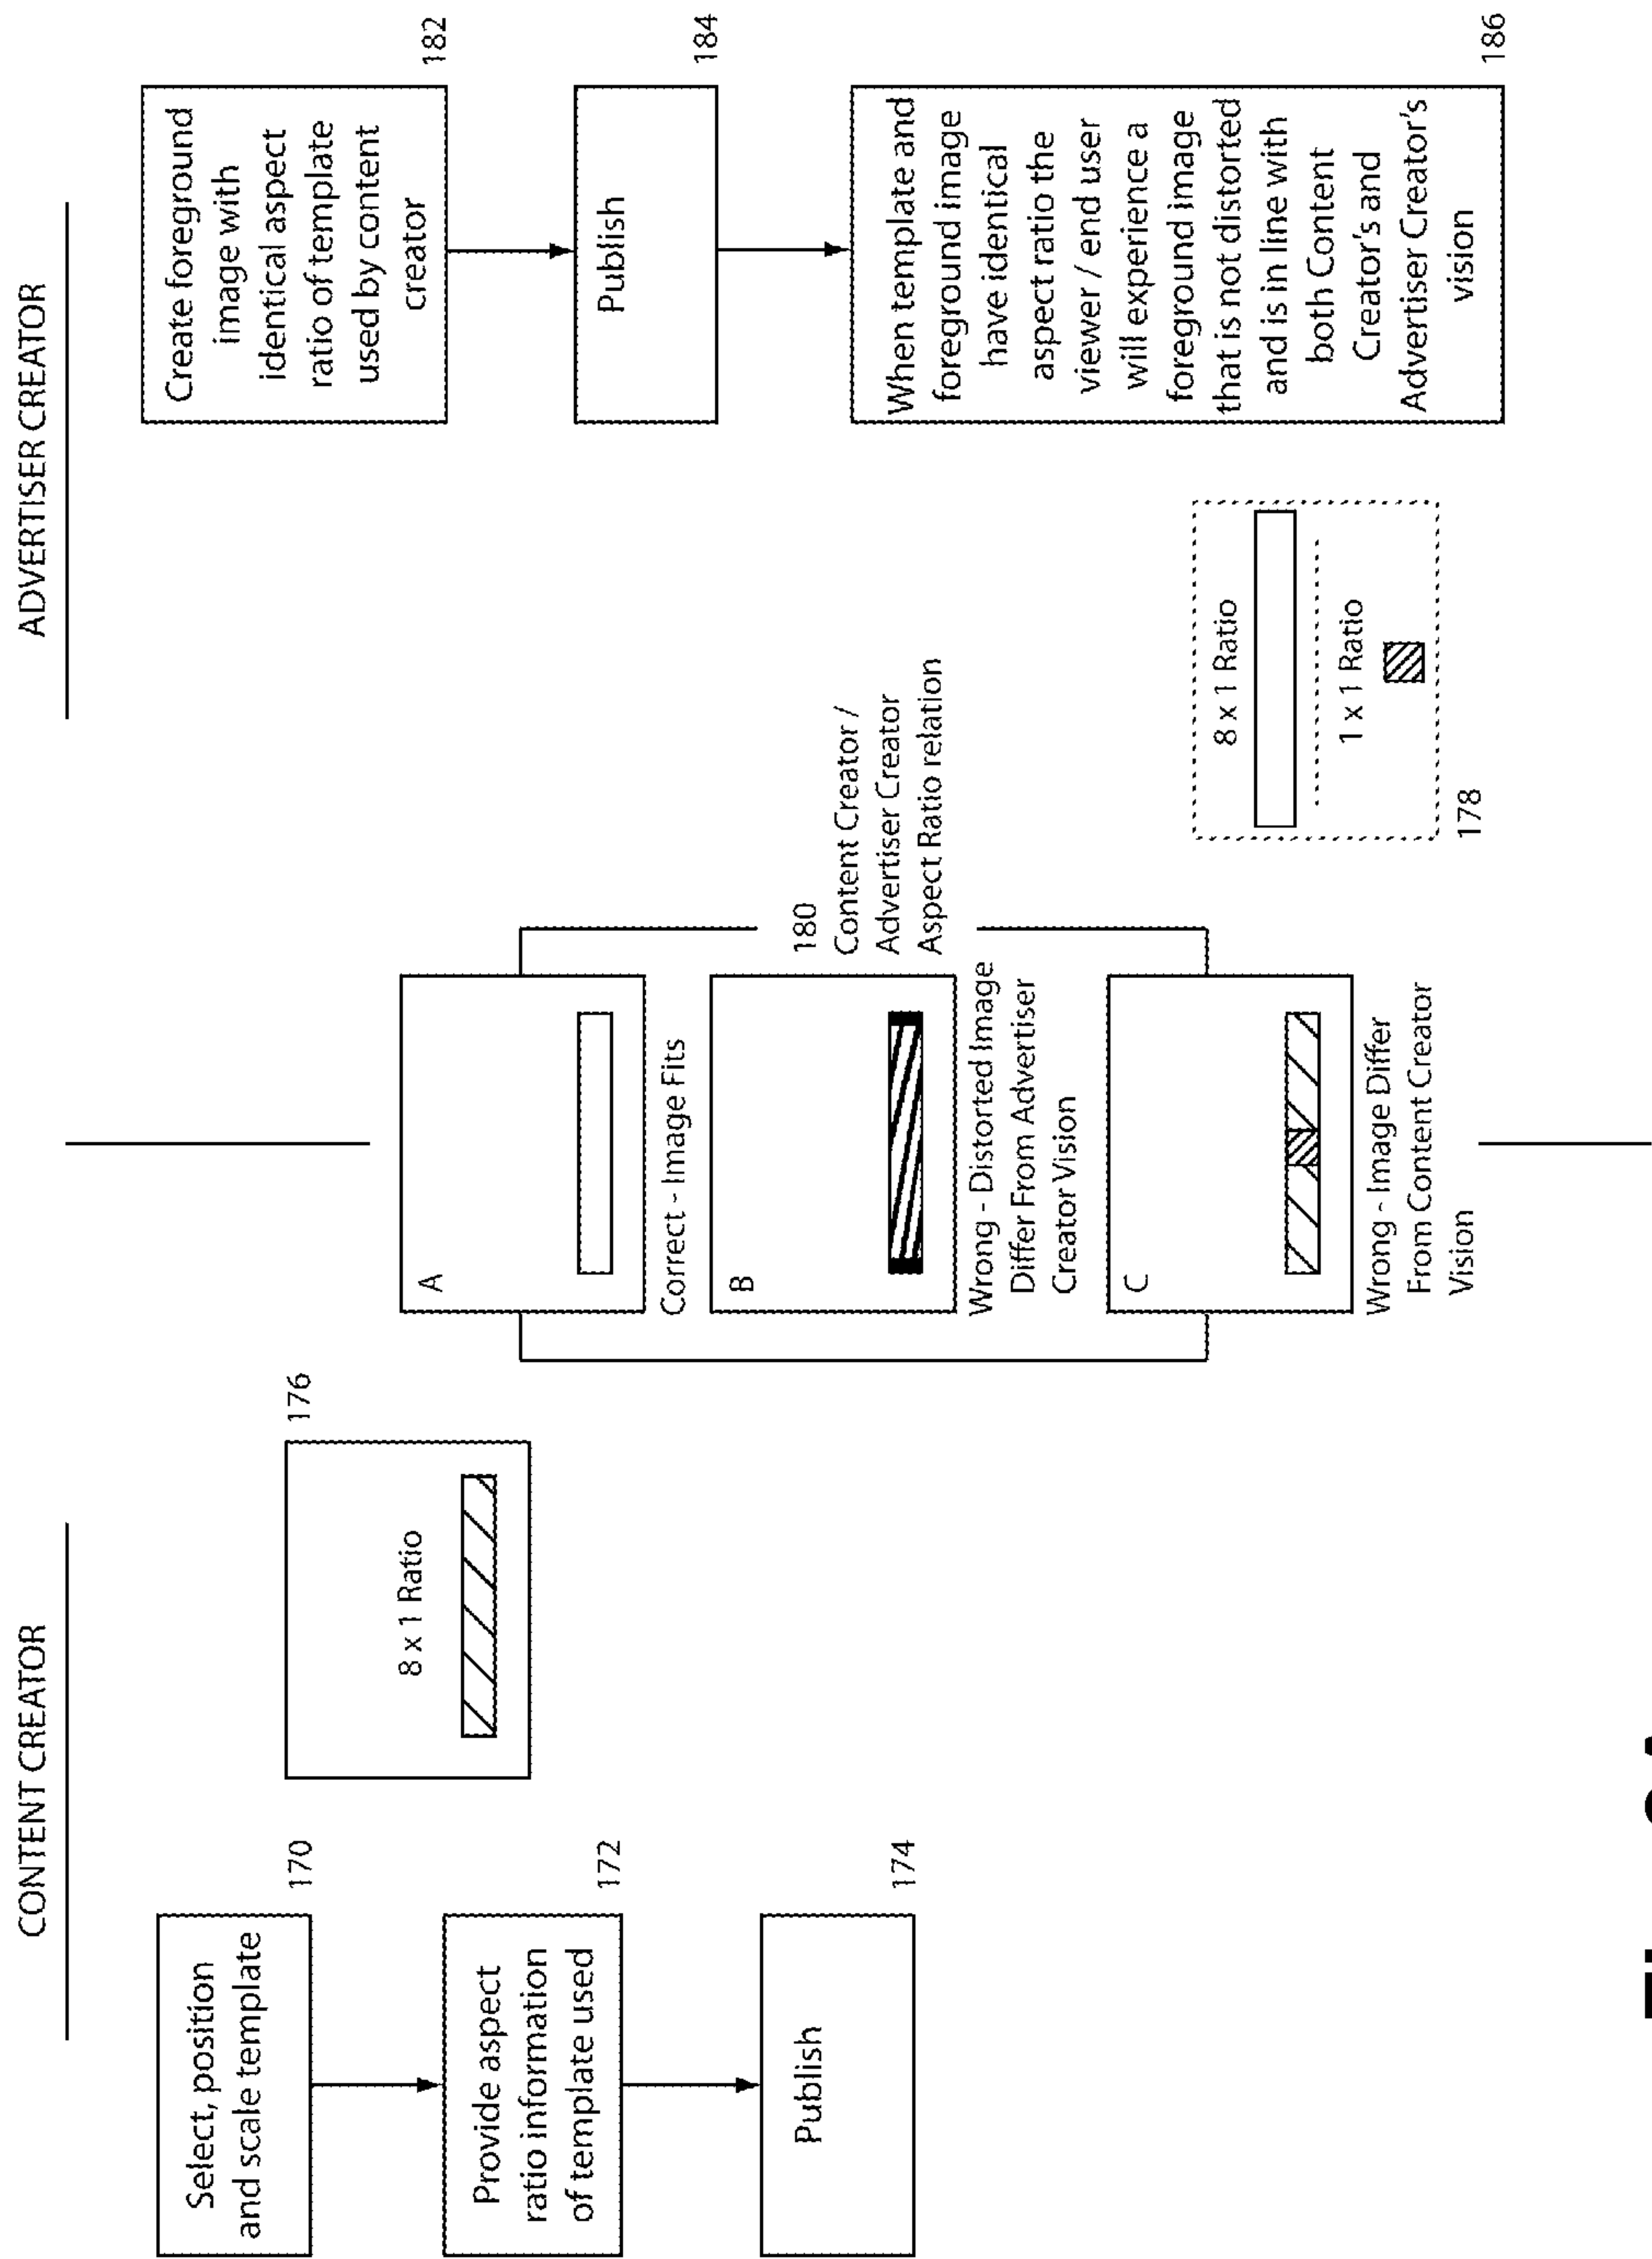 CONTENT CREATOR
ADVERTISER CREATOR
Select, position
and scale template
170
Provide aspect
ratio information
of template used
172
Publish
174
176
8 x 1 Ratio
A
Correct - Image Fits
B
Wrong - Distorted Image
Differ From Advertiser
Creator Vision
C
Wrong - Image Differ
From Content Creator
Vision
180
Content Creator /
Advertiser Creator
Aspect Ratio relation
8 x 1 Ratio
1 x 1 Ratio
178
Create foreground
image with
identical aspect
ratio of template
used by content
creator
182
Publish
184
When template and
foreground image
have identical
aspect ratio the
viewer / end user
will experience a
foreground image
that is not distorted
and is in line with
both Content
Creator's and
Advertiser Creator's
vision
186